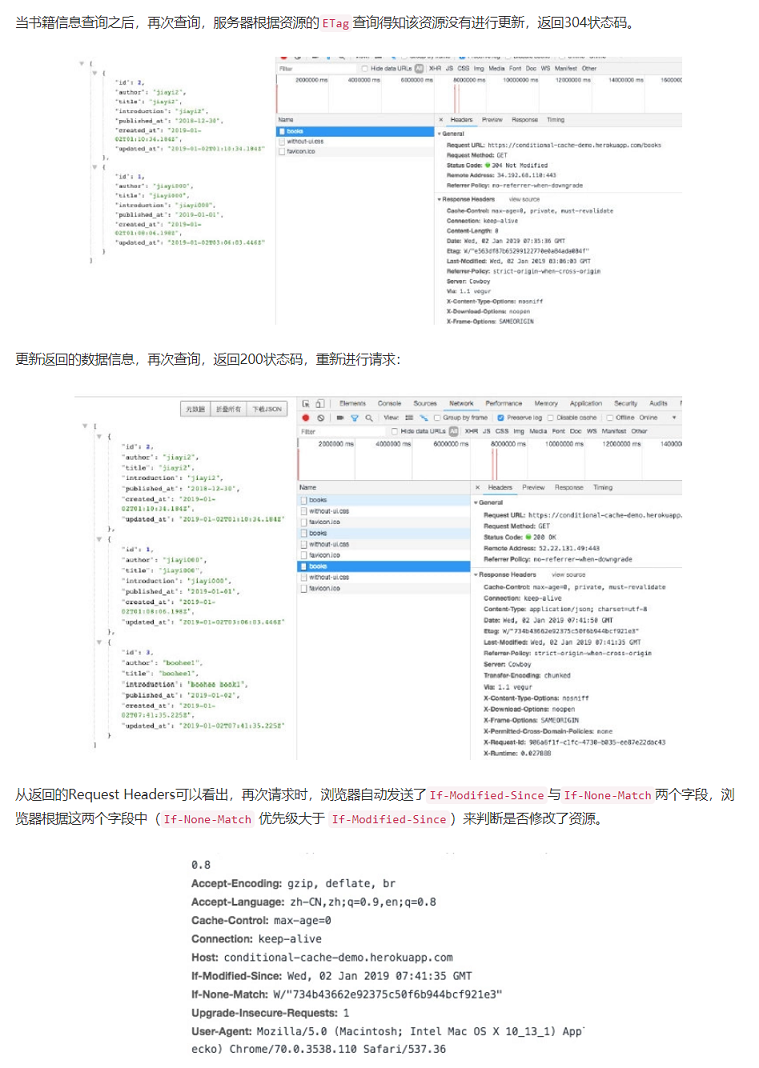 当书籍信息查询之后，再次查询，服务器根据资源的 ETag 查询得知该资源没有进行更新，返回304状态码。
[
{
"id": 2,
"author": "jiayi2",
"title": "jiayi2",
"introduction": "jiayi2",
"published_at": "2018-12-30",
"created_at": "2019-01-
02T01:10:34.184Z",
"updated_at": "2019-01-02T01:10:34.184Z"
},
{
"id": 1,
"author": "jiayi000",
"title": "jiayi000",
"introduction": "jiayi000",
"published_at": "2019-01-01",
"created_at": "2019-01-
02T01:08:06.198Z",
"updated_at": "2019-01-02T03:06:03.446Z"
}
]
Filter
Hide data URLs All XHR JS CSS Img Media Font Doc WS Manifest Other
2000000 ms 4000000 ms 6000000 ms 8000000 ms 10000000 ms 12000000 ms 14000000 ms 1600000
Name
books
without-ui.css
favicon.ico
× Headers Preview Response Timing
General
Request URL: https://conditional-cache-demo.herokuapp.com/books
Request Method: GET
Status Code: 304 Not Modified
Remote Address: 34.192.68.110:443
Referrer Policy: no-referrer-when-downgrade
Response Headers view source
Cache-Control: max-age=0, private, must-revalidate
Connection: keep-alive
Content-Length: 0
Date: Wed, 02 Jan 2019 07:35:36 GMT
Last-Modified: Wed, 02 Jan 2019 03:06:03 GMT
Referrer-Policy: strict-origin-when-cross-origin
Server: Cowboy
Via: 1.1 vegur
X-Content-Type-Options: nosniff
X-Download-Options: noopen
X-Frame-Options: SAMEORIGIN
更新返回的数据信息，再次查询，返回200状态码，重新进行请求：
元数据 折叠所有 下载JSON
[
{
"id": 2,
"author": "jiayi2",
"title": "jiayi2",
"introduction": "jiayi2",
"published_at": "2018-12-30",
"created_at": "2019-01-
02T01:10:34.184Z",
"updated_at": "2019-01-02T01:10:34.184Z"
},
{
"id": 1,
"author": "jiayi000",
"title": "jiayi000",
"introduction": "jiayi000",
"published_at": "2019-01-01",
"created_at": "2019-01-
02T01:08:06.198Z",
"updated_at": "2019-01-02T03:06:03.446Z"
},
{
"id": 3,
"author": "boohee1",
"title": "boohee1",
"introduction": "boohee book1",
"published_at": "2019-01-02",
"created_at": "2019-01-
02T07:41:35.225Z",
"updated_at": "2019-01-02T07:41:35.225Z"
}
]
Elements Console Sources Network Performance Memory Application Security Audits
View: Group by frame Preserve log Disable cache Offline Online
Filter Hide data URLs All XHR JS CSS Img Media Font Doc WS Manifest Other
2000000 ms 4000000 ms 6000000 ms 8000000 ms 10000000 ms 12000000 ms 140000
Name
books
without-ui.css
favicon.ico
books
without-ui.css
favicon.ico
books
without-ui.css
favicon.ico
× Headers Preview Response Timing
General
Request URL: https://conditional-cache-demo.herokuapp.
Request Method: GET
Status Code: 200 OK
Remote Address: 52.22.131.49:443
Referrer Policy: no-referrer-when-downgrade
Response Headers view source
Cache-Control: max-age=0, private, must-revalidate
Connection: keep-alive
Content-Type: application/json; charset=utf-8
Date: Wed, 02 Jan 2019 07:41:50 GMT
Etag: W/"734b43662e92375c50f6b944bcf921e3"
Last-Modified: Wed, 02 Jan 2019 07:41:35 GMT
Referrer-Policy: strict-origin-when-cross-origin
Server: Cowboy
Transfer-Encoding: chunked
Via: 1.1 vegur
X-Content-Type-Options: nosniff
X-Download-Options: noopen
X-Frame-Options: SAMEORIGIN
X-Permitted-Cross-Domain-Policies: none
X-Request-Id: 986a6f1f-c1fc-4730-b035-ee87e22dac43
X-Runtime: 0.027088
从返回的Request Headers可以看出，再次请求时，浏览器自动发送了 If-Modified-Since 与 If-None-Match 两个字段，浏
览器根据这两个字段中（ If-None-Match 优先级大于 If-Modified-Since ）来判断是否修改了资源。
0.8
Accept-Encoding: gzip, deflate, br
Accept-Language: zh-CN,zh;q=0.9,en;q=0.8
Cache-Control: max-age=0
Connection: keep-alive
Host: conditional-cache-demo.herokuapp.com
If-Modified-Since: Wed, 02 Jan 2019 07:41:35 GMT
If-None-Match: W/"734b43662e92375c50f6b944bcf921e3"
Upgrade-Insecure-Requests: 1
User-Agent: Mozilla/5.0 (Macintosh; Intel Mac OS X 10_13_1) App
ecko) Chrome/70.0.3538.110 Safari/537.36